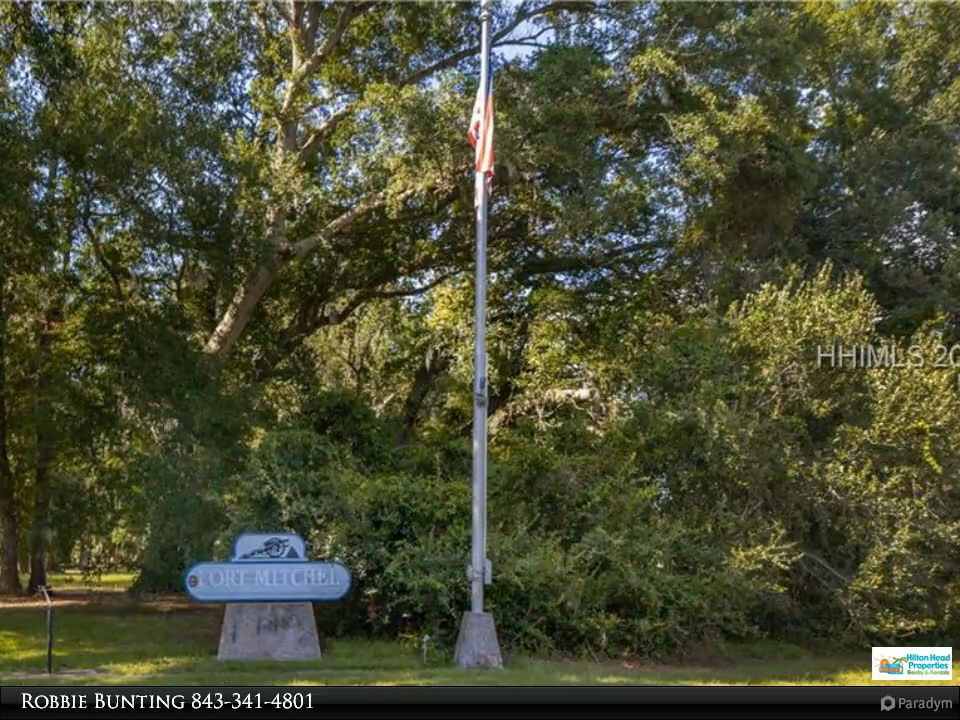 HHIMLS 20
FORT MITCHEL
Hilton Head
Properties
Realty & Rentals
ROBBIE BUNTING 843-341-4801
Paradym